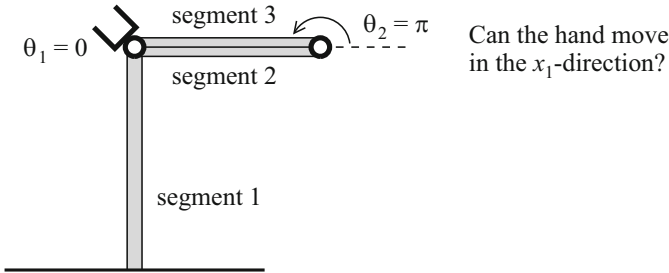 segment 3
θ₂ = π
θ₁ = 0
segment 2
segment 1
Can the hand move
in the x₁-direction?